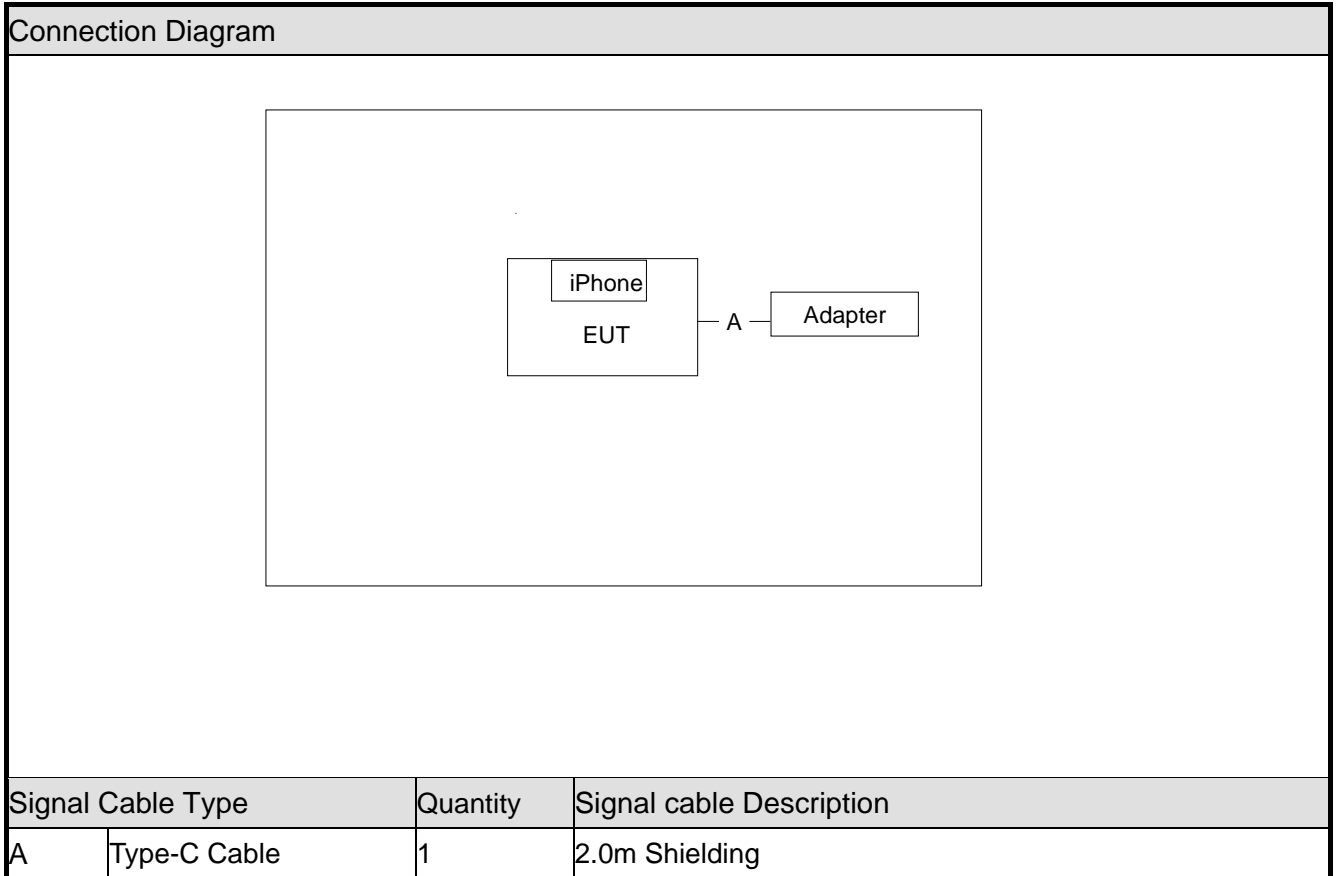 Connection Diagram
iPhone
EUT
A
Adapter
Signal Cable Type Quantity Signal cable Description
A Type-C Cable 1 2.0m Shielding